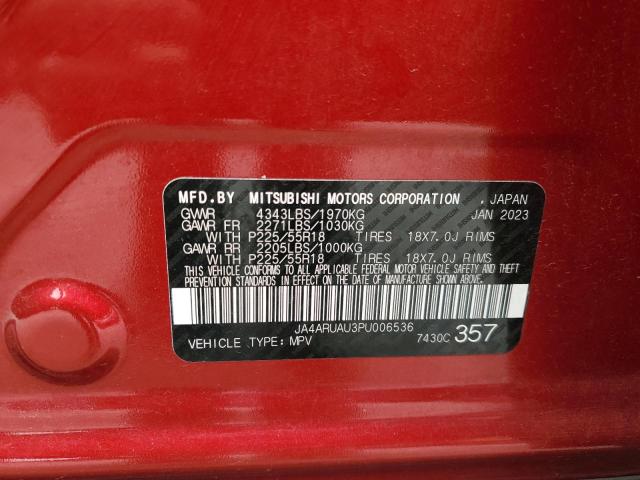 MFD.BY MITSUBISHI MOTORS CORPORATION , JAPAN
GVWR 4343LBS/1970KG JAN 2023
GAWR FR 2271LBS/1030KG
WITH P225/55R18 TIRES 18X7.0J RIMS
GAWR RR 2205LBS/1000KG
WITH P225/55R18 TIRES 18X7.0J RIMS
THIS VEHICLE CONFORMS TO ALL APPLICABLE FEDERAL MOTOR VEHICLE SAFETY AND THEFT
PREVENTION STANDARDS IN EFFECT ON THE DATE OF MANUFACTURE SHOWN ABOVE.
JA4ARUAU3PU006536
VEHICLE TYPE: MPV 7430C 357